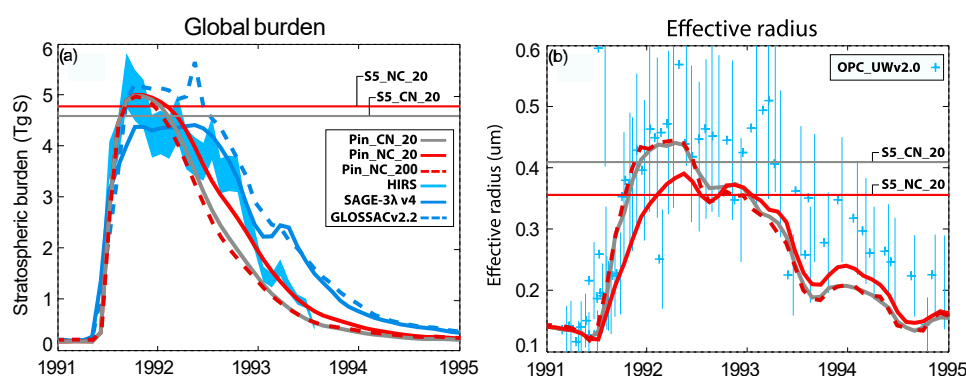 Global burden
(a)
Stratospheric burden (Tg S)
6
5
4
3
2
1
0
S5_NC_20
S5_CN_20
Pin_CN_20
Pin_NC_20
Pin_NC_200
HIRS
SAGE-3λ v4
GLOSSACv2.2
1991 1992 1993 1994 1995
Effective radius
(b)
Effective radius (um)
0.6
0.5
0.4
0.3
0.2
0.1
OPC_UWv2.0
S5_CN_20
S5_NC_20
1991 1992 1993 1994 1995